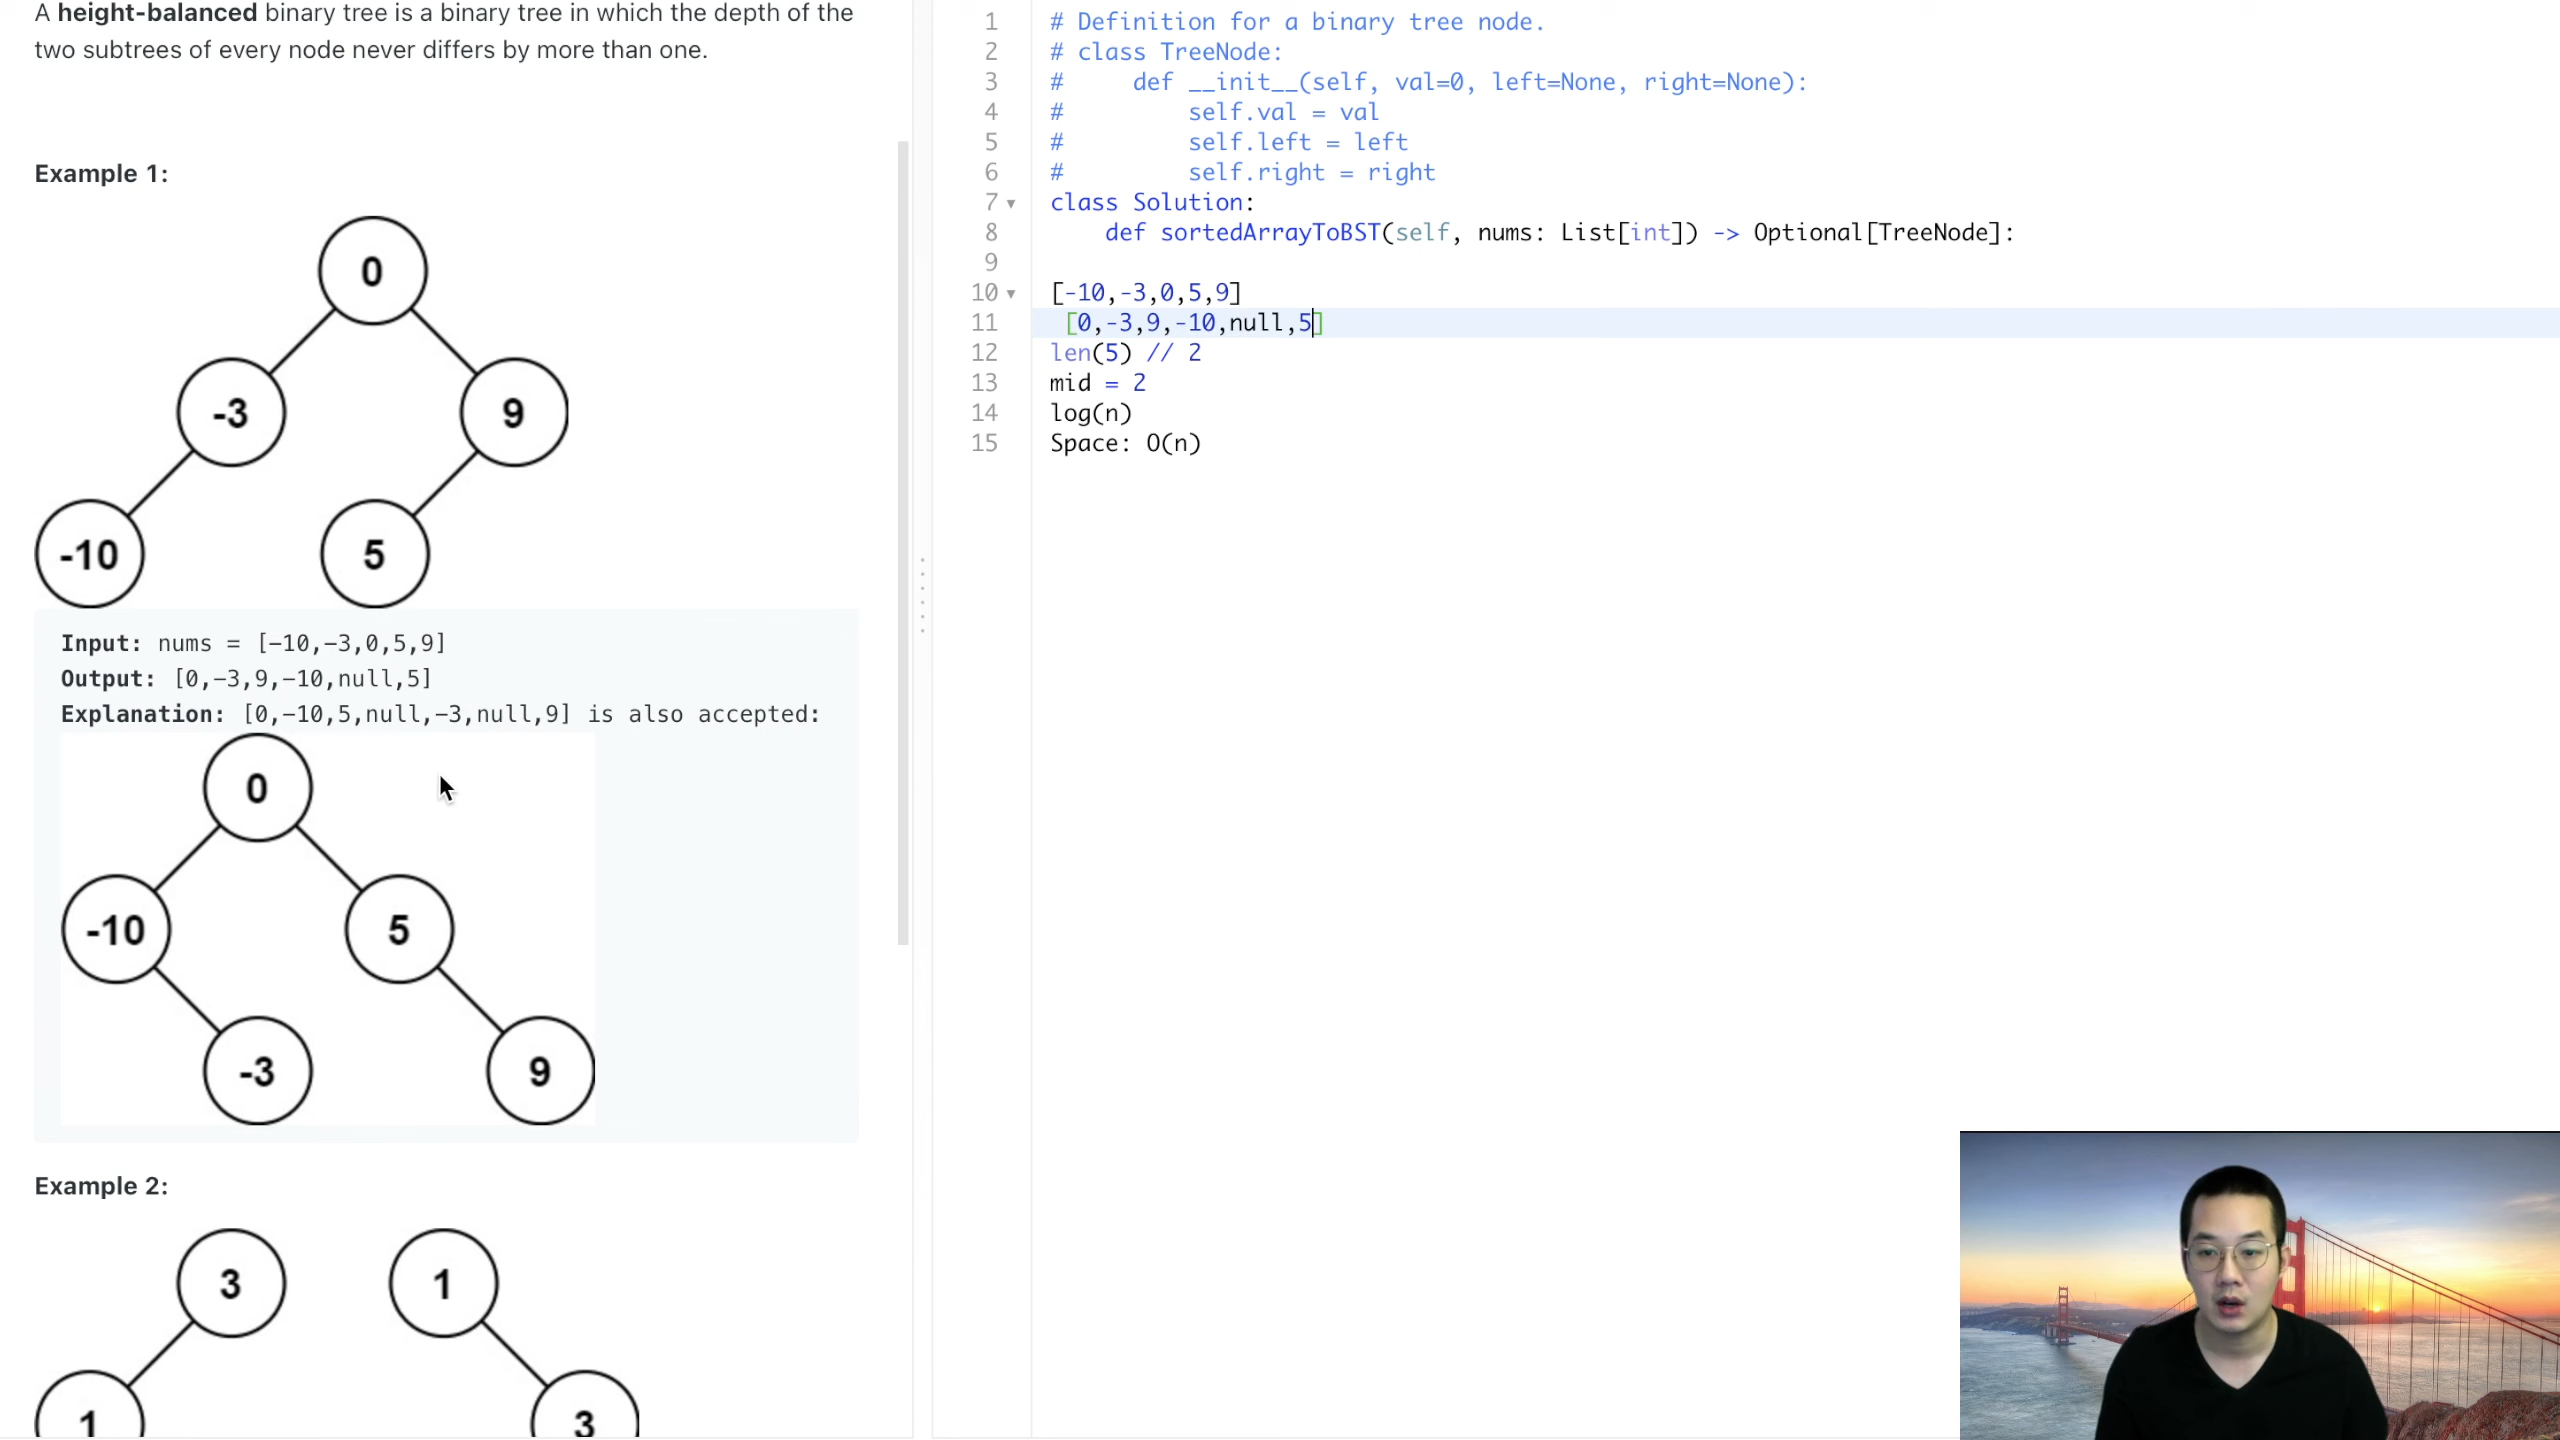 A height-balanced binary tree is a binary tree in which the depth of the
two subtrees of every node never differs by more than one.
Example 1:
0
-3
9
-10
5
Input: nums = [-10,-3,0,5,9]
Output: [0,-3,9,-10,null,5]
Explanation: [0,-10,5,null,-3,null,9] is also accepted:
0
-10
5
-3
9
Example 2:
3
1
1
3
1 # Definition for a binary tree node.
2 # class TreeNode:
3 #     def __init__(self, val=0, left=None, right=None):
4 #         self.val = val
5 #         self.left = left
6 #         self.right = right
7 class Solution:
8     def sortedArrayToBST(self, nums: List[int]) -> Optional[TreeNode]:
9
10 [-10,-3,0,5,9]
11  [0,-3,9,-10,null,5]
12 len(5) // 2
13 mid = 2
14 log(n)
15 Space: O(n)